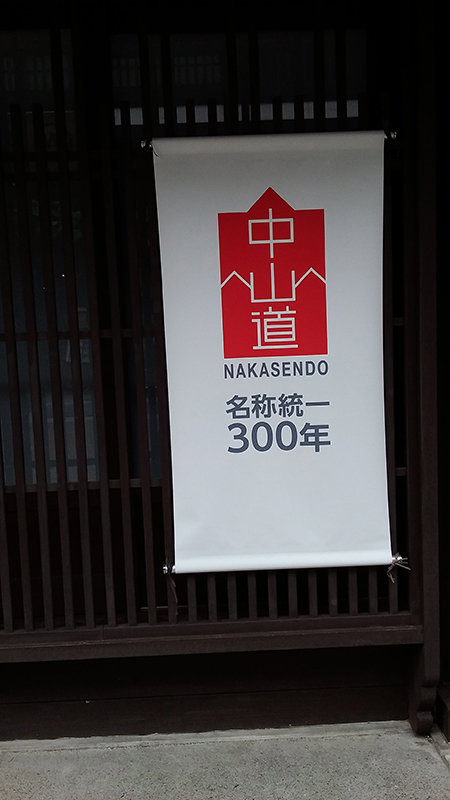 中
山
道
NAKASENDO
名称統一
300年